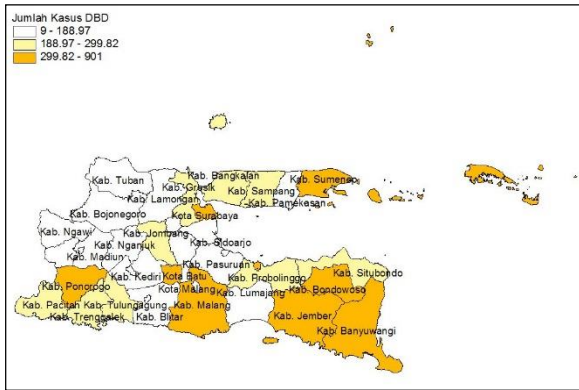 Jumlah Kasus DBD
9 - 188.97
188.97 - 299.82
299.82 - 901
Kab. Tuban
Kab. Bangkalan
Kab. Sumenep
Kab. Gresik
Kab. Sampang
Kab. Lamongan
Kab. Pamekasan
Kab. Bojonegoro
Kota Surabaya
Kab. Ngawi
Kab. Jombang
Kab. Sidoarjo
Kab. Nganjuk
Kab. Madiun
Kab. Pasuruan
Kab. Situbondo
Kab. Kediri
Kota Batu
Kab. Probolinggo
Kab. Ponorogo
Kota Malang
Kab. Lumajang
Kab. Bondowoso
Kab. Pacitan
Kab. Tulungagung
Kab. Malang
Kab. Trenggalek
Kab. Blitar
Kab. Jember
Kab. Banyuwangi